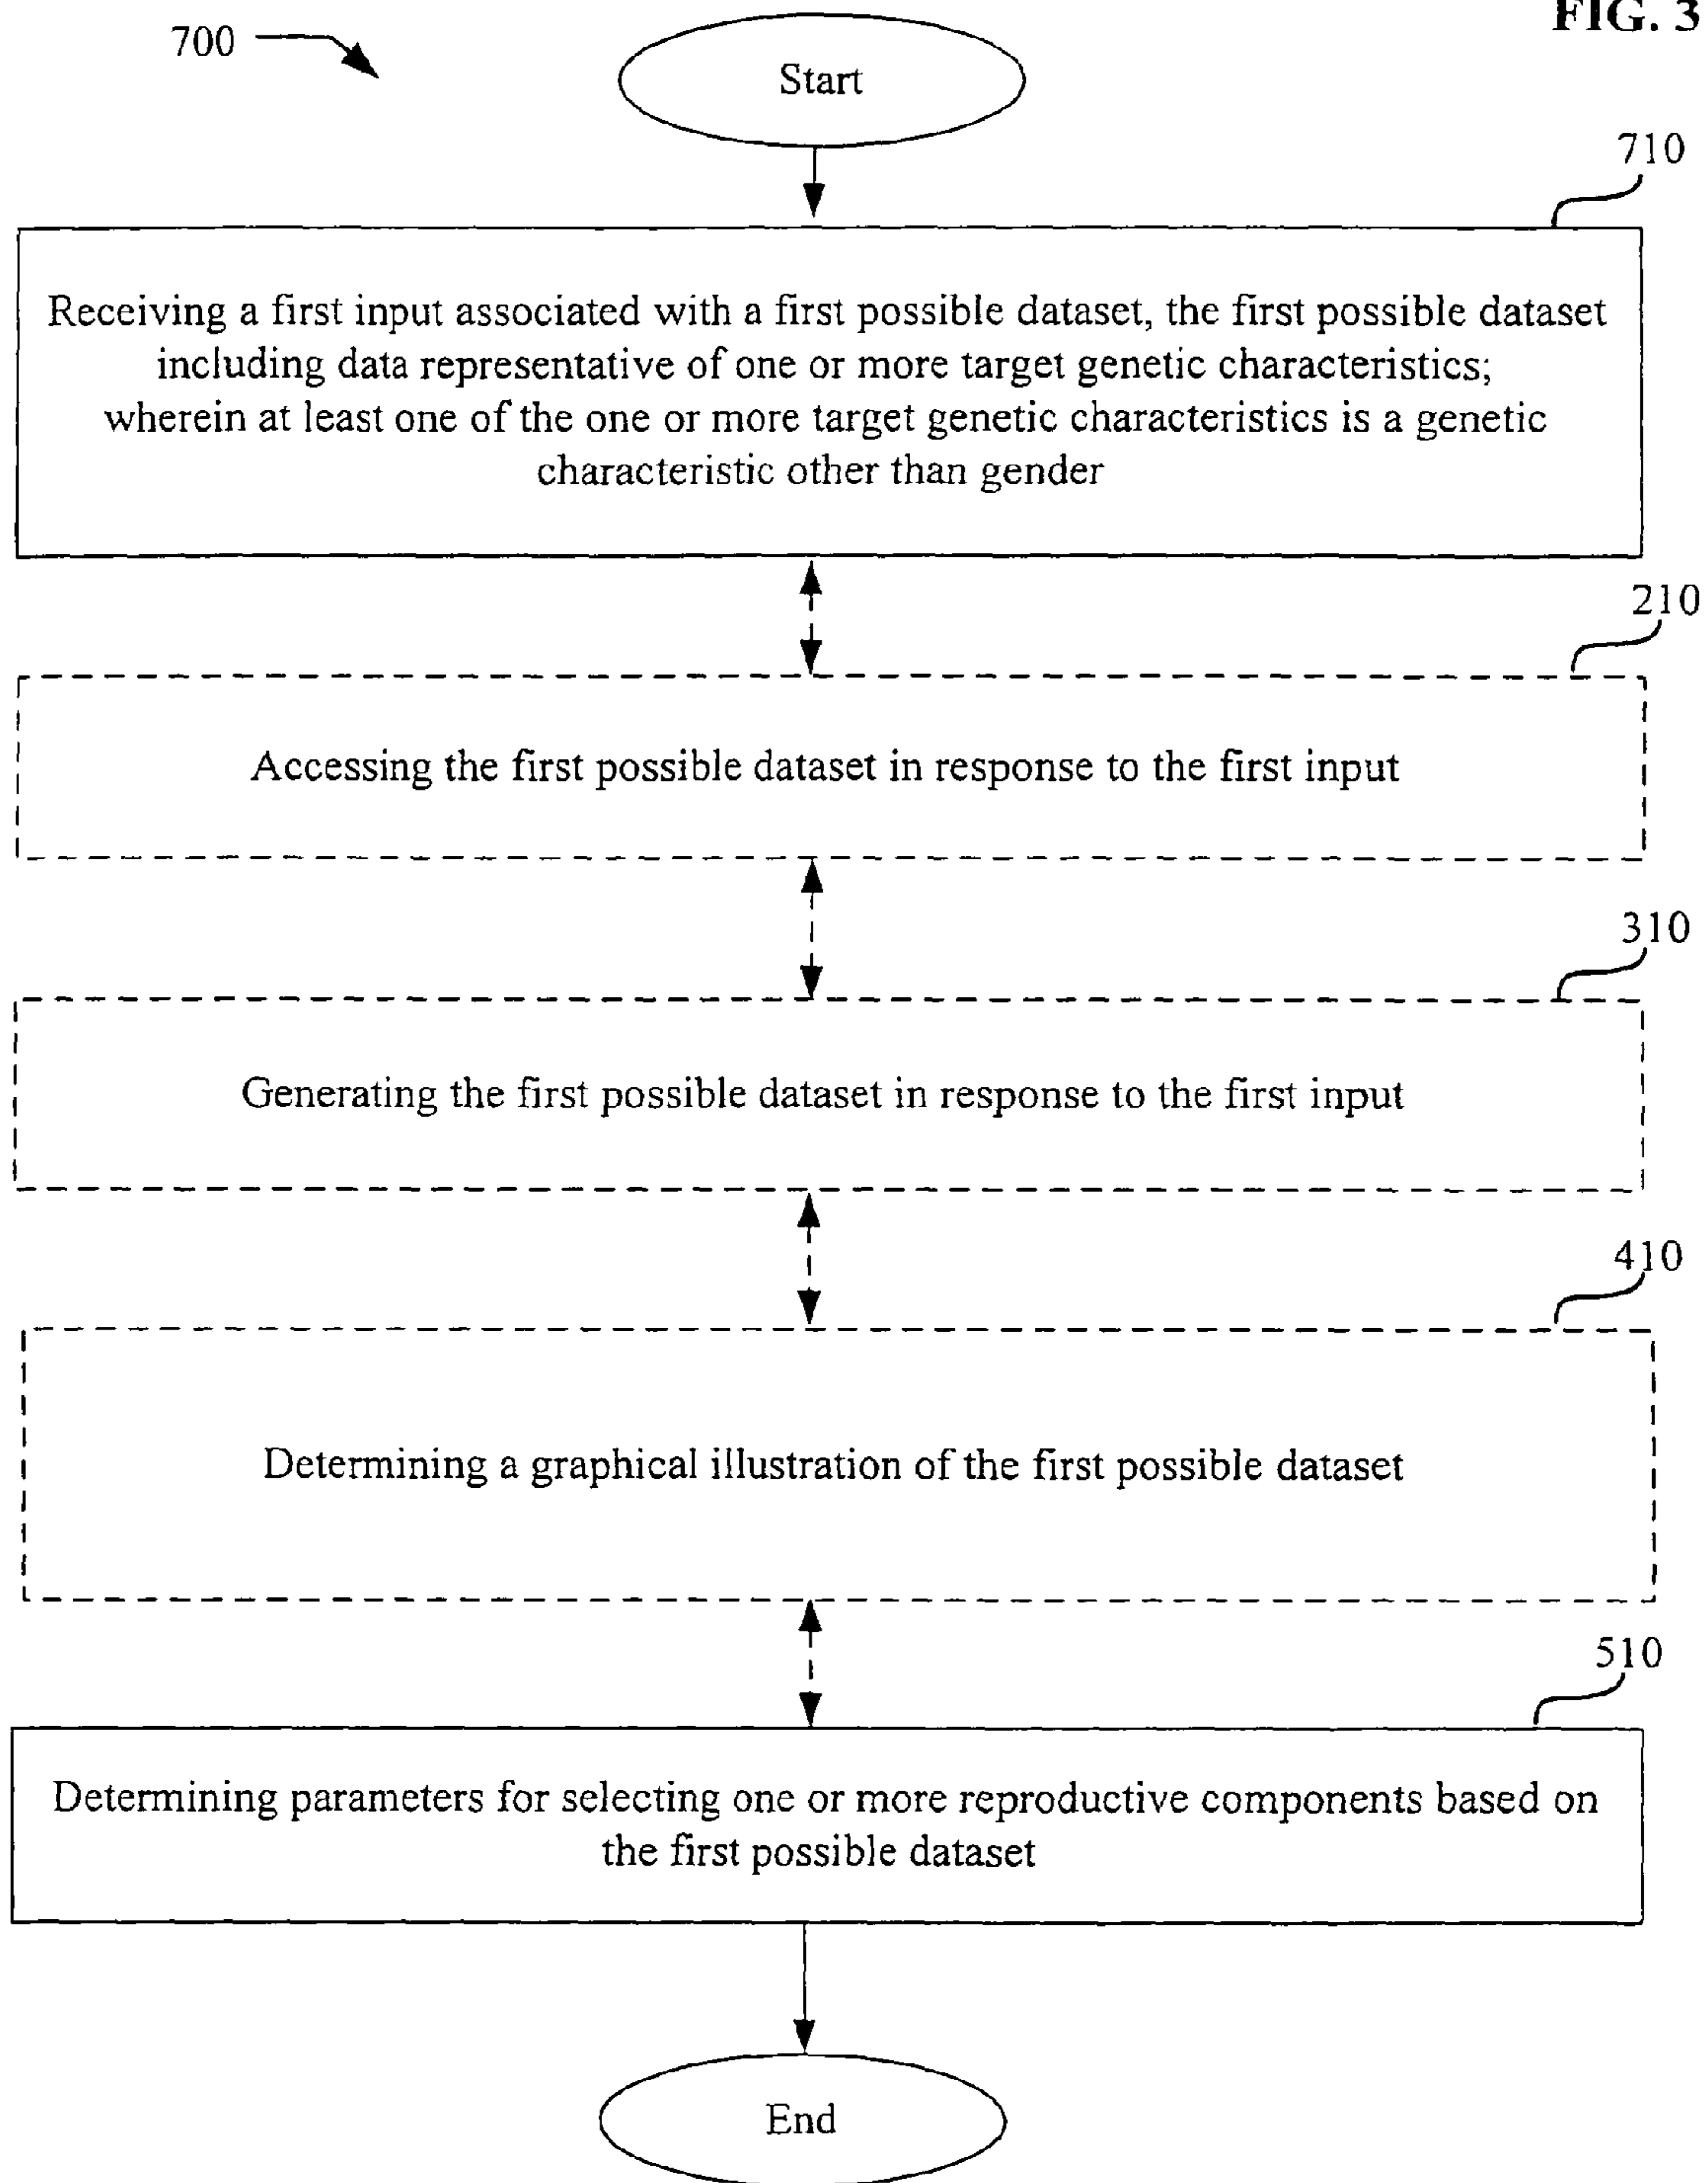 FIG. 3
700
Start
710
Receiving a first input associated with a first possible dataset, the first possible dataset
including data representative of one or more target genetic characteristics;
wherein at least one of the one or more target genetic characteristics is a genetic
characteristic other than gender
210
Accessing the first possible dataset in response to the first input
310
Generating the first possible dataset in response to the first input
410
Determining a graphical illustration of the first possible dataset
510
Determining parameters for selecting one or more reproductive components based on
the first possible dataset
End